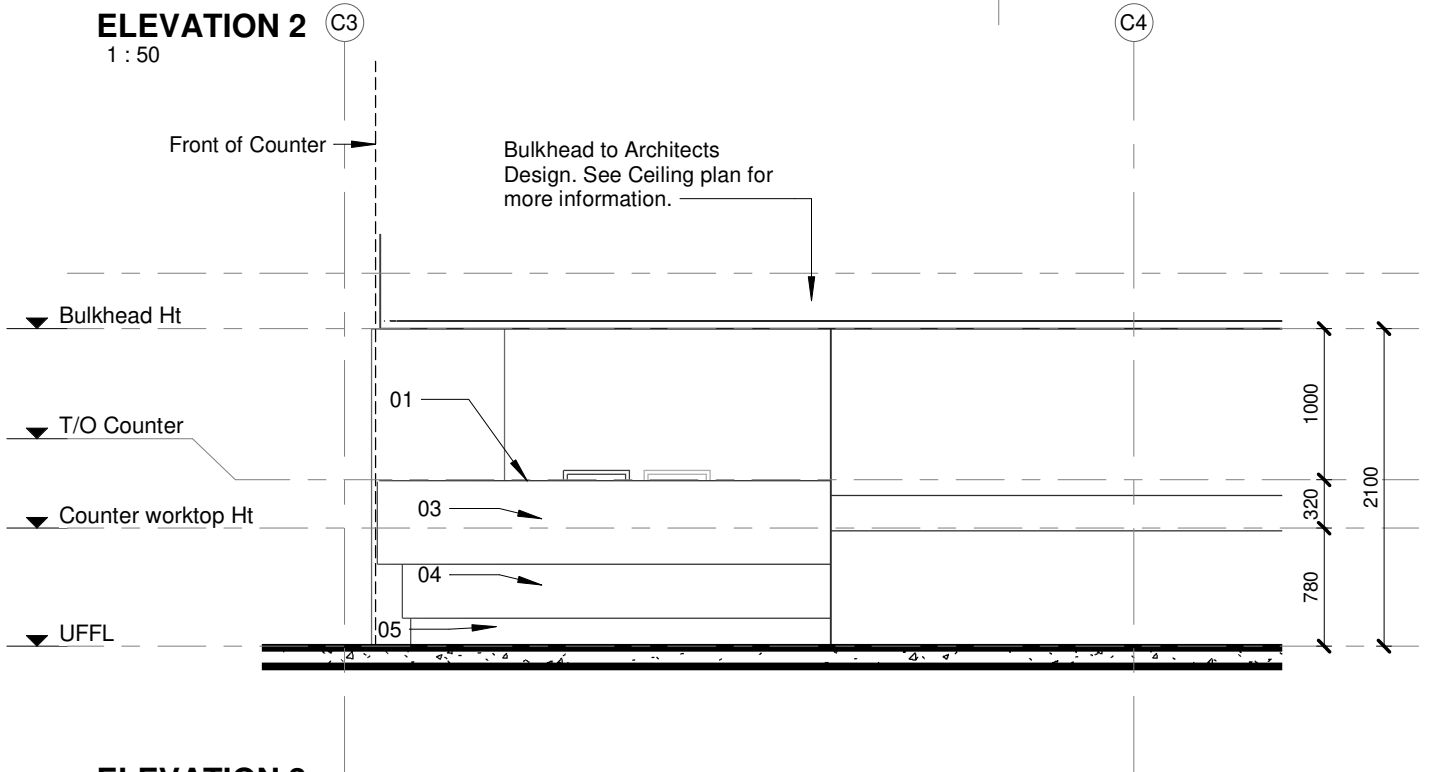 ELEVATION 2
1 : 50
C3
C4
Front of Counter
Bulkhead to Architects
Design. See Ceiling plan for
more information.
Bulkhead Ht
01
1000
T/O Counter
2100
03
320
Counter worktop Ht
04
780
05
UFFL